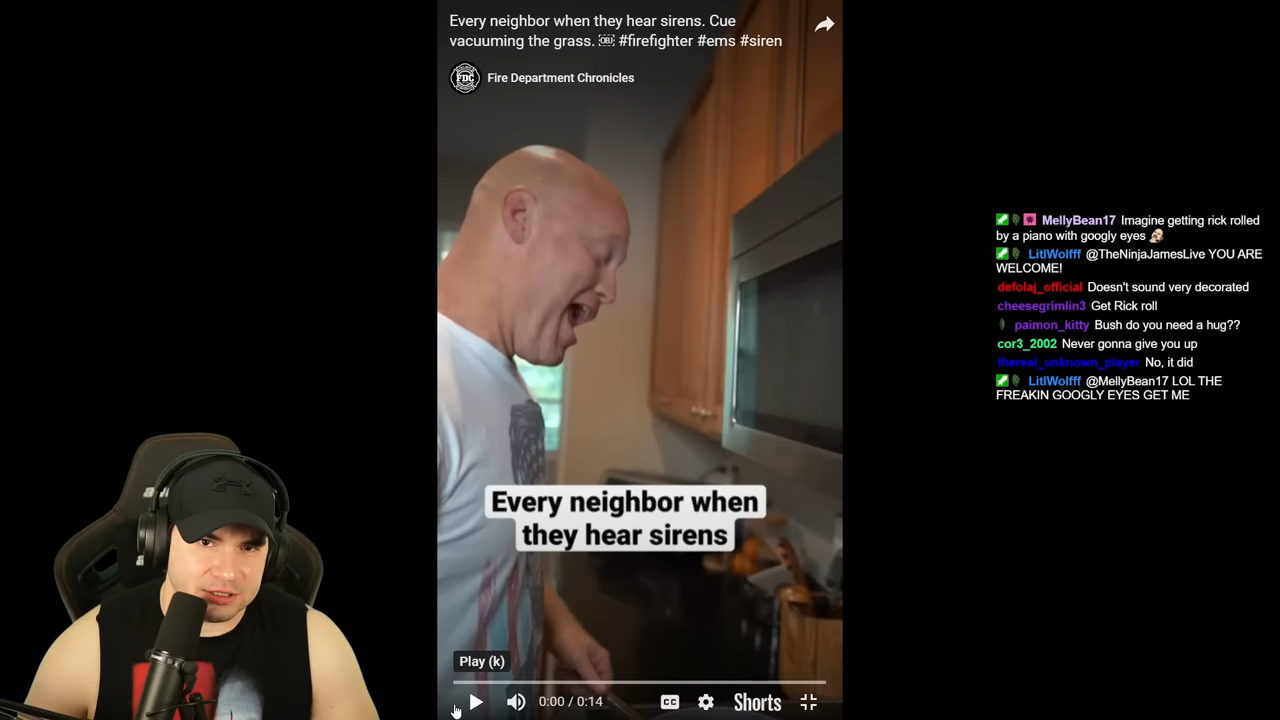 Every neighbor when they hear sirens. Cue
vacuuming the grass. OBJ #firefighter #ems #siren
FDC
Fire Department Chronicles
Every neighbor when
they hear sirens
Play (k)
0:00 / 0:14
CC
Shorts
MellyBean17 Imagine getting rick rolled
by a piano with googly eyes
LitlWolfff @TheNinjaJamesLive YOU ARE
WELCOME!
defolaj_official Doesn't sound very decorated
cheesegrimlin3 Get Rick roll
paimon_kitty Bush do you need a hug??
cor3_2002 Never gonna give you up
thereal_unknown_player No, it did
LitlWolfff @MellyBean17 LOL THE
FREAKIN GOOGLY EYES GET ME